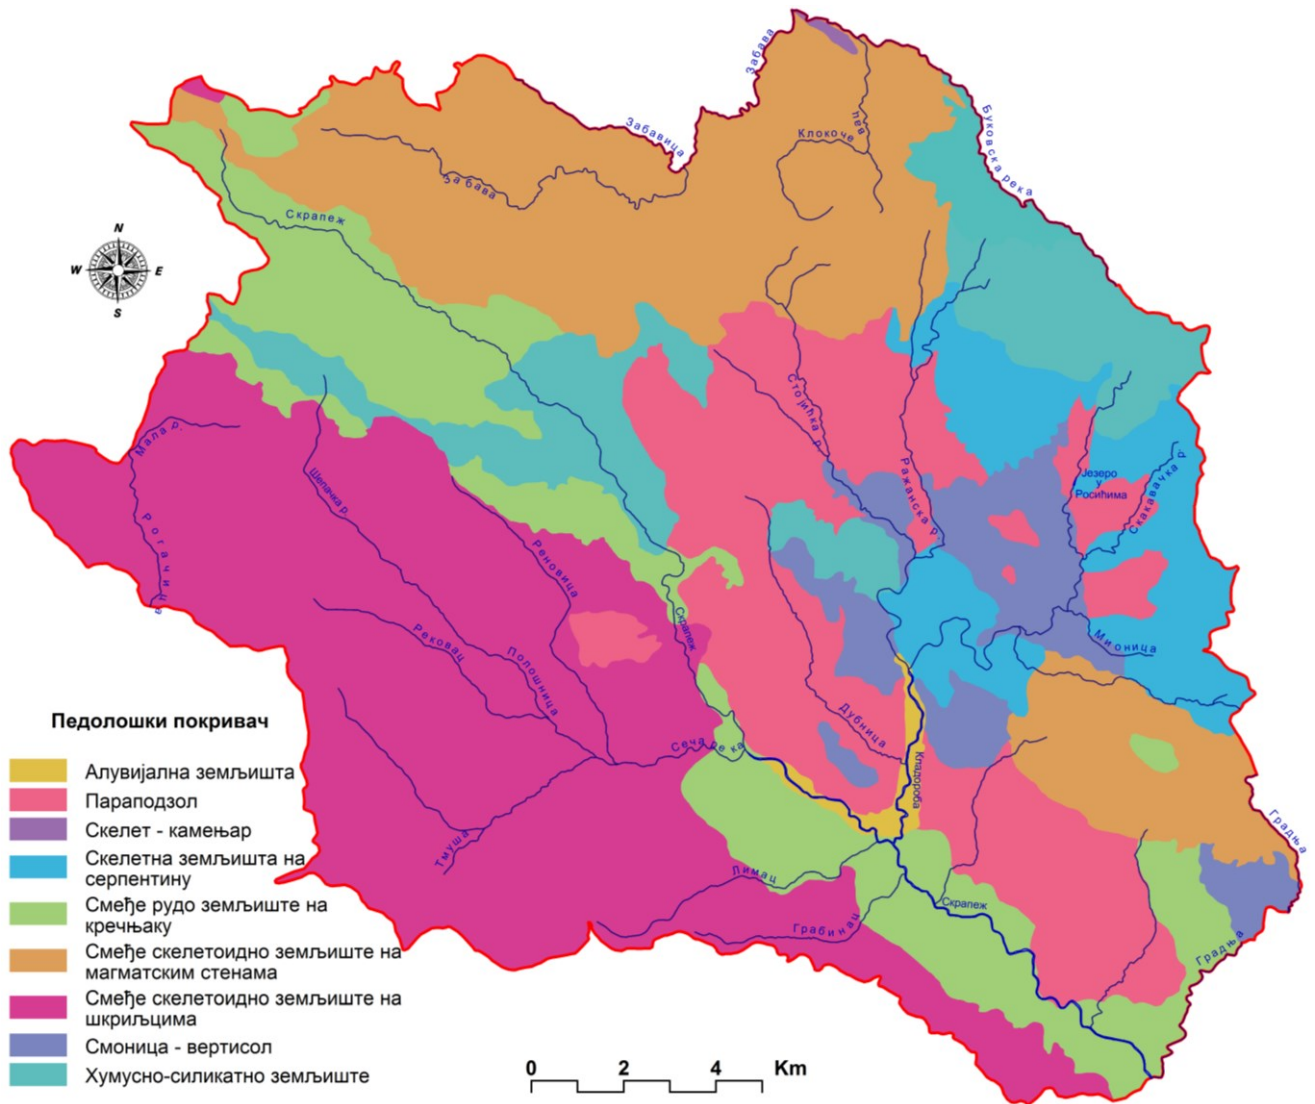 Забава
Забавица
Клокоче
Буковска река
Забава
Скрапеж
N
W E
S
Мала р.
Рогачица
Шепачка р.
Реновица
Стојићка р.
Ражанска р.
Језеро
у
Росићима
Скакавачка р.
Скрапеж
Рековац
Полошница
Мионица
Дубница
Сеча река
Кладороба
Тмуша
Лимац
Грабинац
Скрапеж
Градња
Градња
Педолошки покривач
Алувијална земљишта
Параподзол
Скелет - камењар
Скелетна земљишта на
серпентину
Смеђе рудо земљиште на
кречњаку
Смеђе скелетоидно земљиште на
магматским стенама
Смеђе скелетоидно земљиште на
шкриљцима
Смоница - вертисол
Хумусно-силикатно земљиште
0 2 4 Km